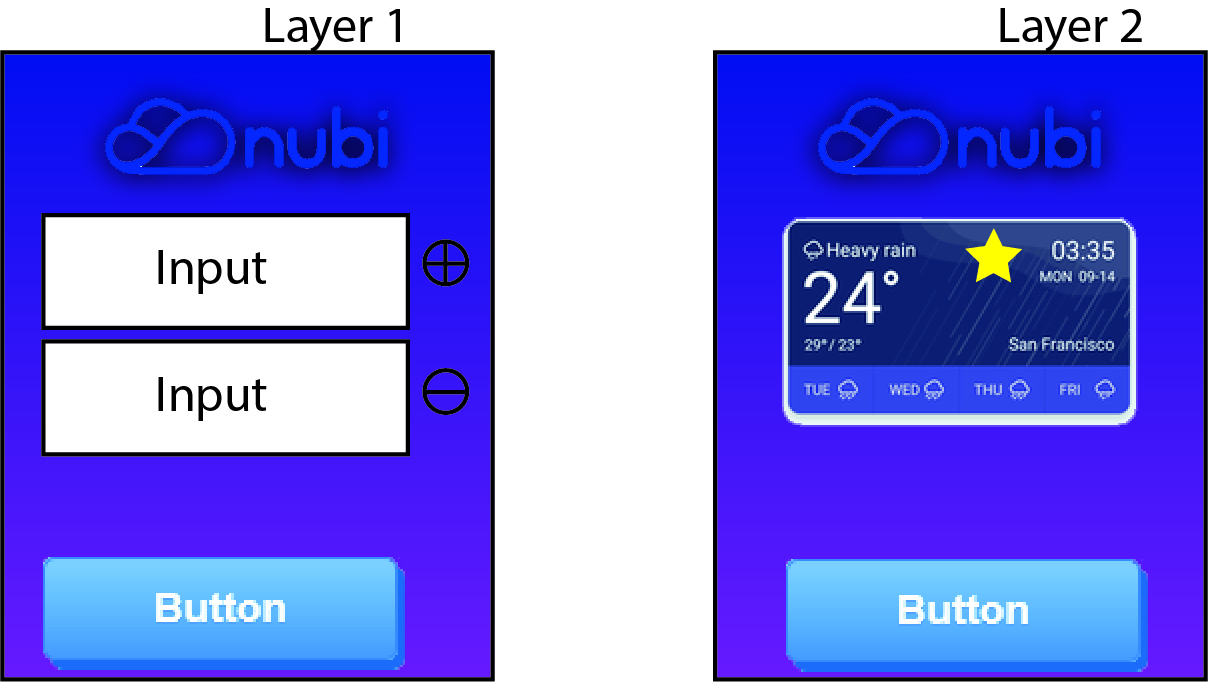 Layer 1
nubi
Input
Input
Button
Layer 2
nubi
Heavy rain
03:35
24°
MON 09-14
29°/ 23°
San Francisco
TUE
WED
THU
FRI
Button